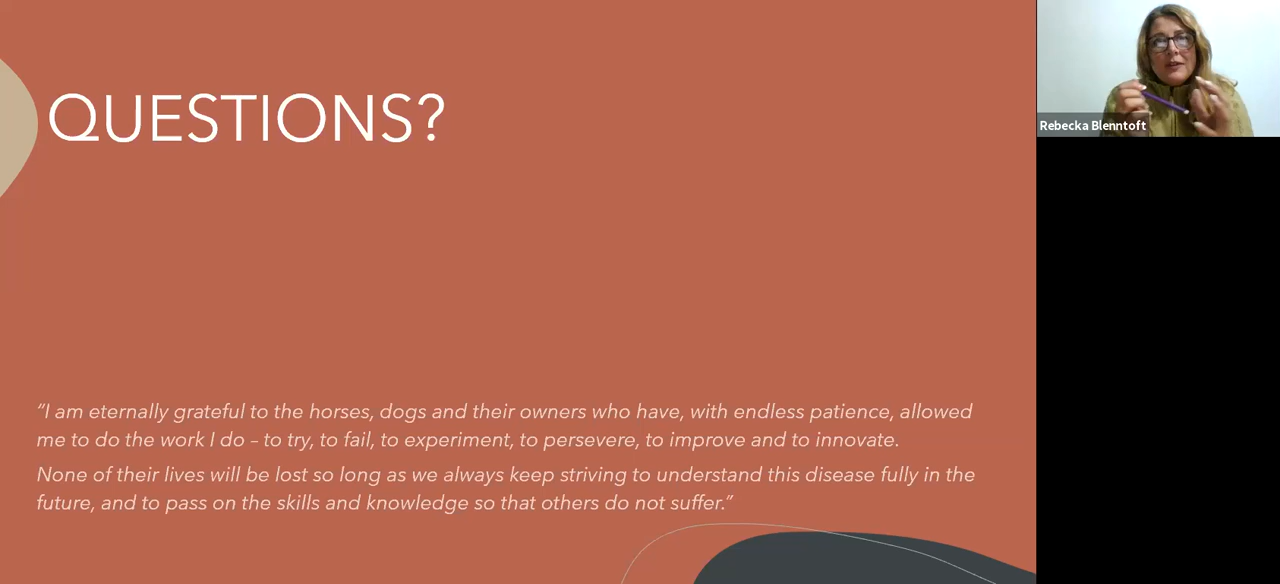 QUESTIONS?
Rebecka Blenntoft
“I am eternally grateful to the horses, dogs and their owners who have, with endless patience, allowed
me to do the work I do – to try, to fail, to experiment, to persevere, to improve and to innovate.
None of their lives will be lost so long as we always keep striving to understand this disease fully in the
future, and to pass on the skills and knowledge so that others do not suffer.”